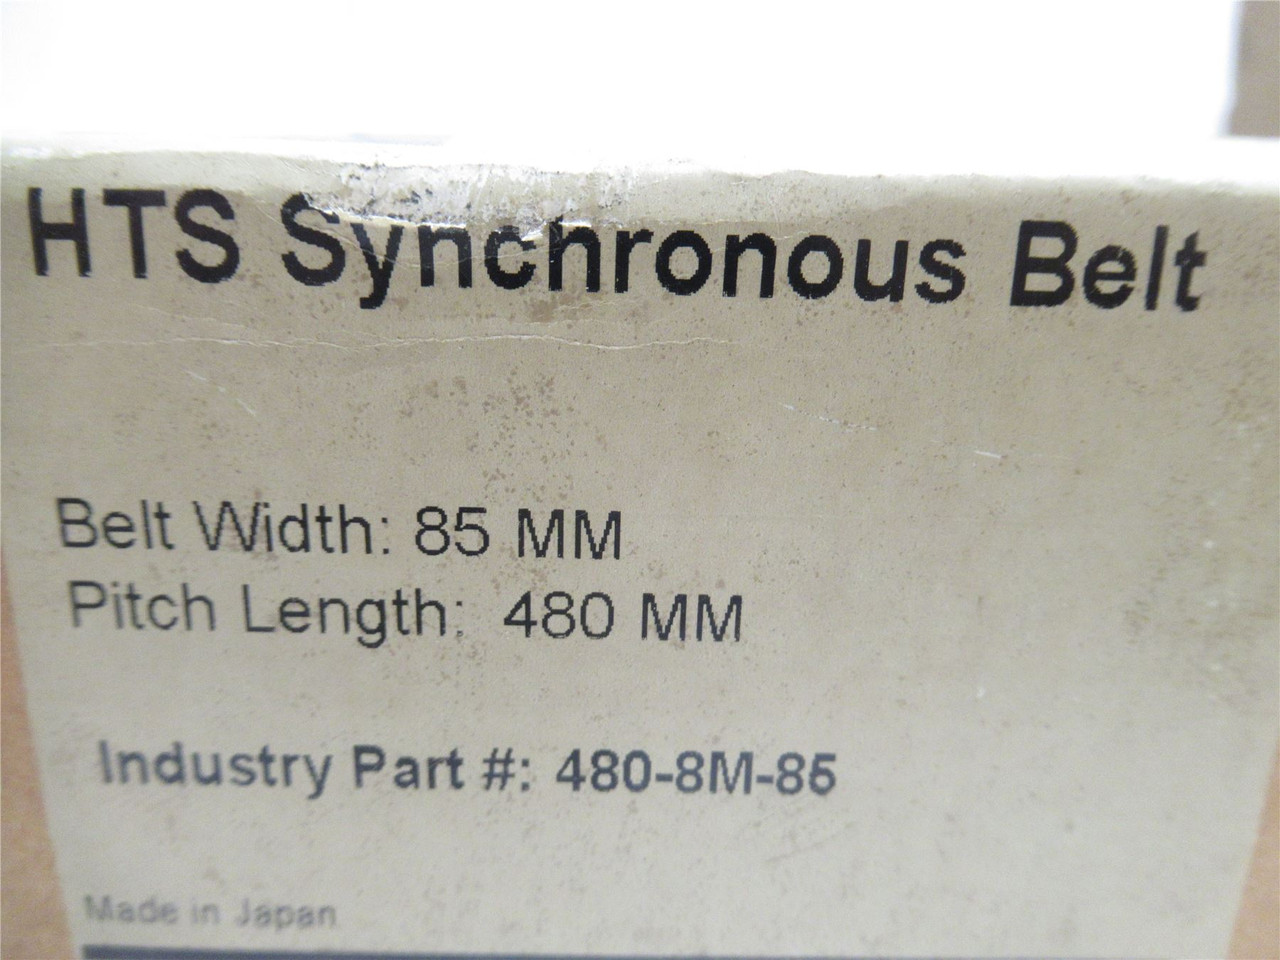 HTS Synchronous Belt
Belt Width: 85 MM
Pitch Length: 480 MM
Industry Part #: 480-8M-85
Made in Japan